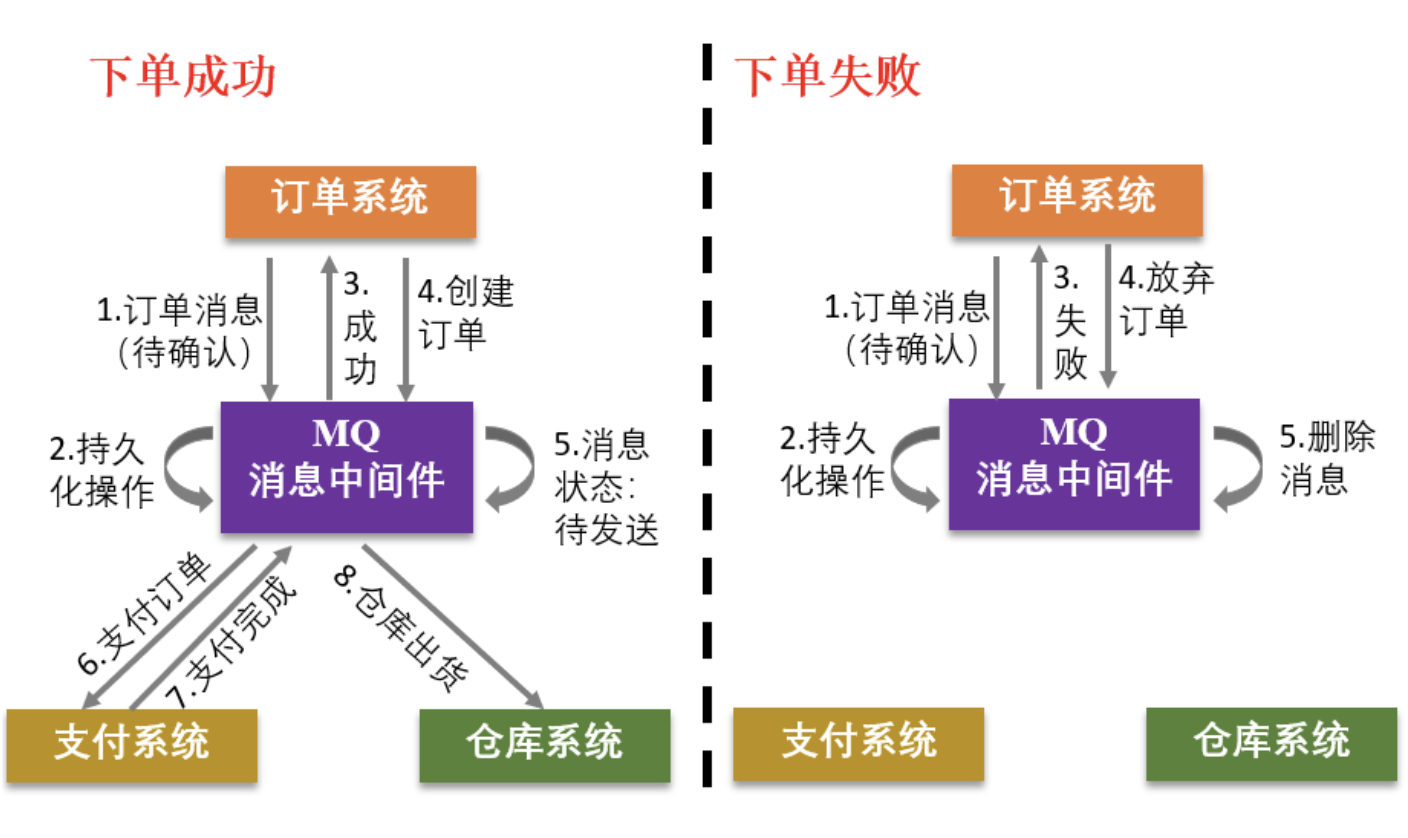 下单成功
订单系统
1.订单消息
（待确认）
3.
成
功
4.创建
订单
MQ
消息中间件
2.持久
化操作
5.消息
状态：
待发送
6.支付订单
7.支付完成
8.仓库出货
支付系统
仓库系统
下单失败
订单系统
1.订单消息
（待确认）
3.
失
败
4.放弃
订单
MQ
消息中间件
2.持久
化操作
5.删除
消息
支付系统
仓库系统